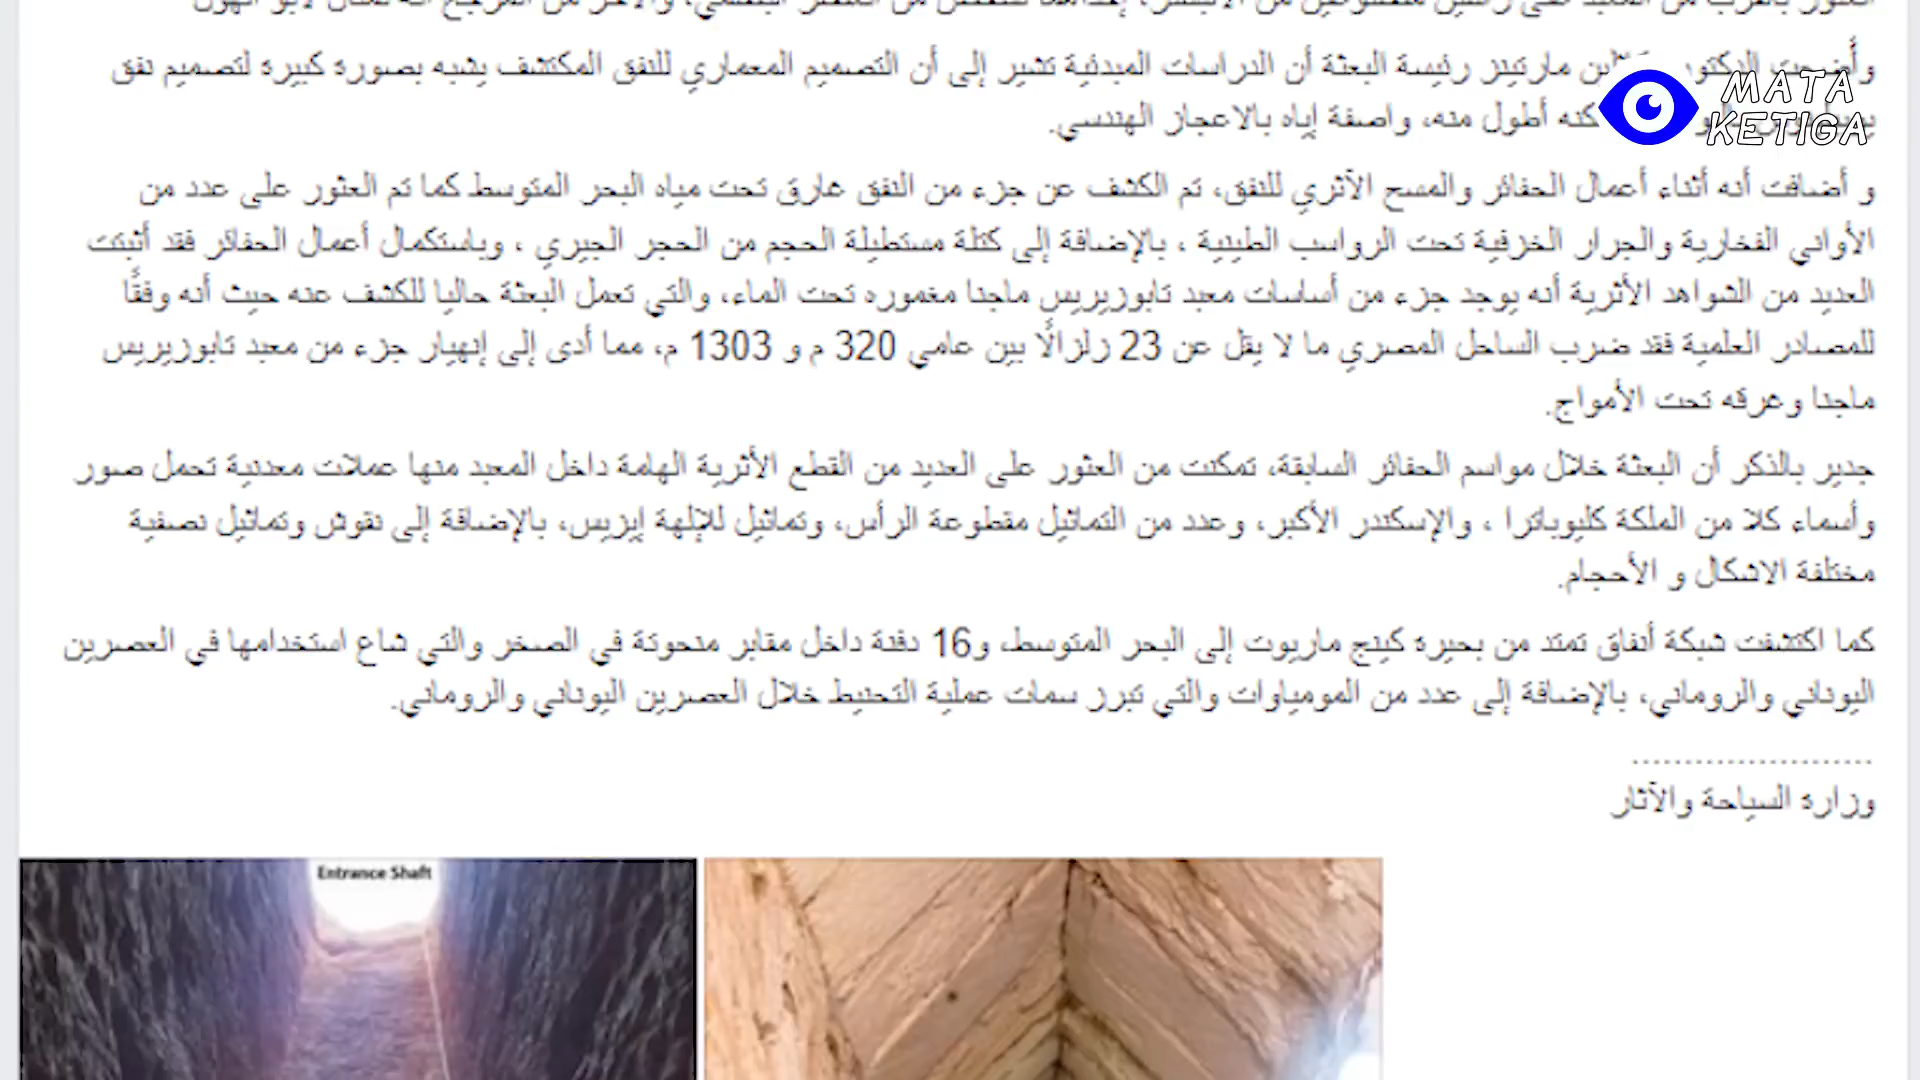 العثور بالقرب من المعبد على رأسين من
وأوضحت مارتينز رئيسة البعثة أن الدراسات المبدئية تشير إلى أن التصميم المعماري للنفق المكتشف يشبه بصورة كبيرة لتصميم نفق
أطول منه، واصفة إياه بالاعجاز الهندسي.
و أضافت أنه أثناء أعمال الحفائر والمسح الآثري للنفق، تم الكشف عن جزء من النفق غارق تحت مياه البحر المتوسط كما تم العثور على عدد من
الأواني الفخارية والجرار الخزفية تحت الرواسب الطينية ، بالإضافة إلى كتلة مستطيلة الحجم من الحجر الجيري ، وباستكمال أعمال الحفائر فقد أثبتت
العديد من الشواهد الأثرية أنه يوجد جزء من أساسات معبد تابوزيريس ماجنا مغموره تحت الماء، والتي تعمل البعثة حاليا للكشف عنه حيث أنه وفقًا
للمصادر العلمية فقد ضرب الساحل المصري ما لا يقل عن 23 زلزالًا بين عامي 320 م و 1303 م، مما أدى إلى إنهيار جزء من معبد تابوزيريس
ماجنا وغرقه تحت الأمواج.
جدير بالذكر أن البعثة خلال مواسم الحفائر السابقة، تمكنت من العثور على العديد من القطع الأثرية الهامة داخل المعبد منها عملات معدنية تحمل صور
وأسماء كلا من الملكة كليوباترا ، والإسكندر الأكبر، وعدد من التماثيل مقطوعة الرأس، وتماثيل للإلهة إيزيس، بالإضافة إلى نقوش وتماثيل نصفية
مختلفة الاشكال و الأحجام.
كما اكتشفت شبكة أنفاق تمتد من بحيرة كينج ماريوت إلى البحر المتوسط، و16 دفنة داخل مقابر منحوتة في الصخر والتي شاع استخدامها في العصرين
اليوناني والروماني، بالإضافة إلى عدد من المومياوات والتي تبرز سمات عملية التحنيط خلال العصرين اليوناني والروماني.
.......................
وزارة السياحة والآثار
Entrance Shaft
MATA
KETIGA